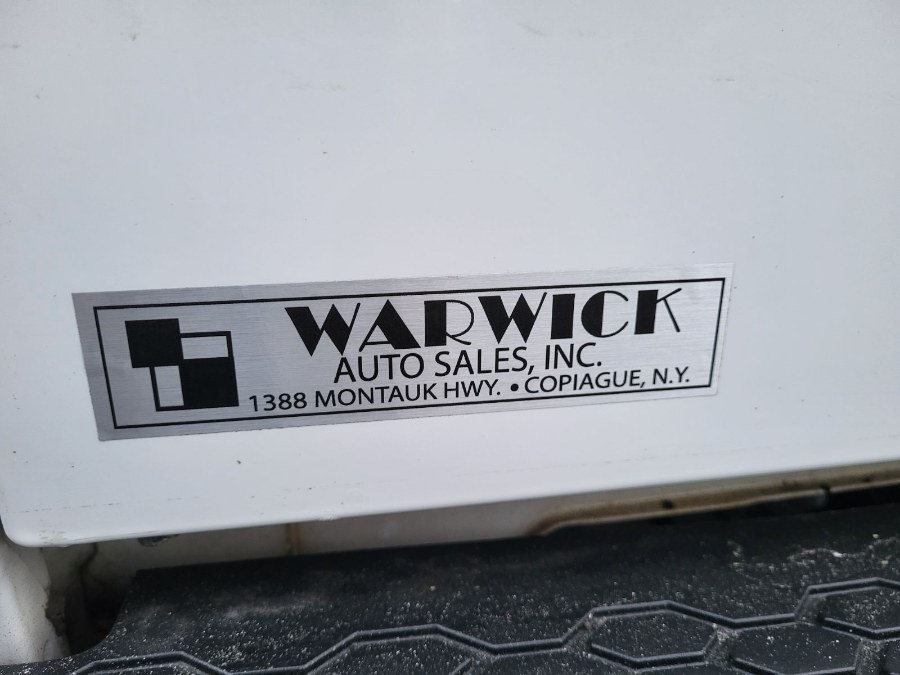 WARWICK
AUTO SALES, INC.
1388 MONTAUK HWY. • COPIAGUE, N.Y.